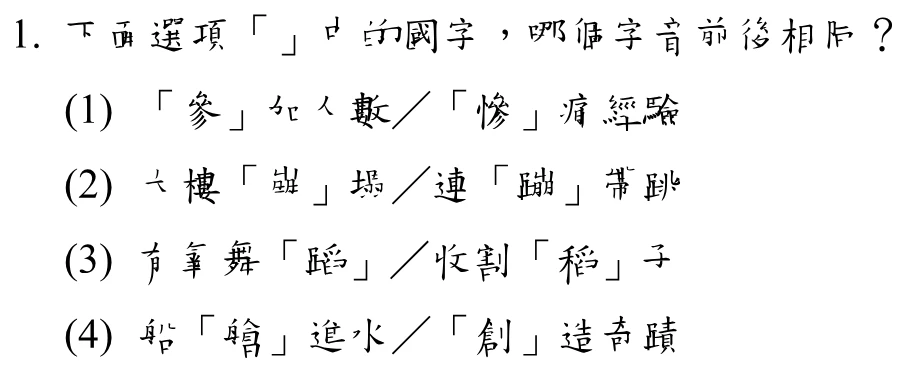 1. 下面選項「」中的國字，哪個字音前後相同？
(1) 「參」加人數／「慘」痛經驗
(2) 大樓「崩」塌／連「蹦」帶跳
(3) 有氧舞「蹈」／收割「稻」子
(4) 船「艙」進水／「創」造奇蹟